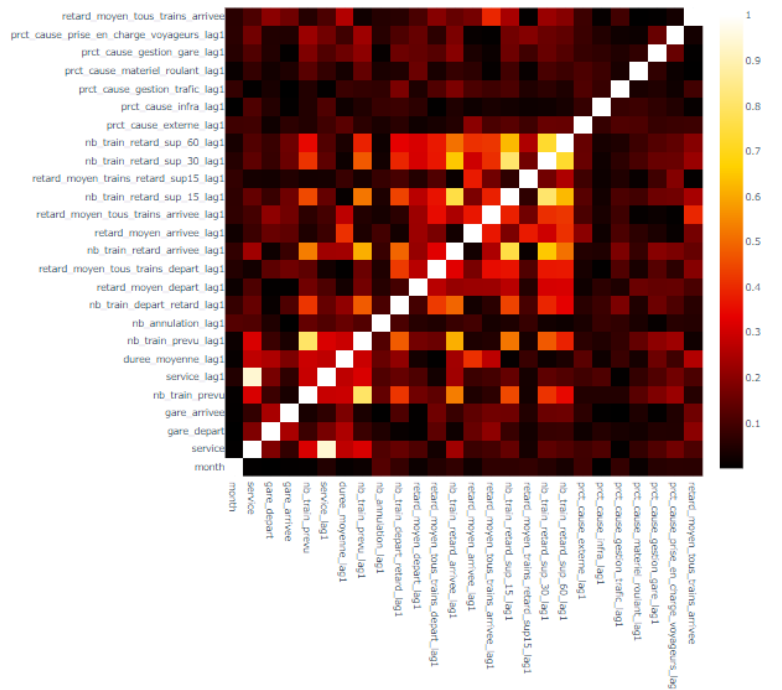 retard_moyen_tous_trains_arrivee
prct_cause_prise_en_charge_voyageurs_lag1
prct_cause_gestion_gare_lag1
prct_cause_materiel_roulant_lag1
prct_cause_gestion_trafic_lag1
prct_cause_infra_lag1
prct_cause_externe_lag1
nb_train_retard_sup_60_lag1
nb_train_retard_sup_30_lag1
retard_moyen_trains_retard_sup15_lag1
nb_train_retard_sup_15_lag1
retard_moyen_tous_trains_arrivee_lag1
retard_moyen_arrivee_lag1
nb_train_retard_arrivee_lag1
retard_moyen_tous_trains_depart_lag1
retard_moyen_depart_lag1
nb_train_depart_retard_lag1
nb_annulation_lag1
nb_train_prevu_lag1
duree_moyenne_lag1
service_lag1
nb_train_prevu
gare_arrivee
gare_depart
service
month
month
service
gare_depart
gare_arrivee
nb_train_prevu
service_lag1
duree_moyenne_lag1
nb_train_prevu_lag1
nb_annulation_lag1
nb_train_depart_retard_lag1
retard_moyen_depart_lag1
retard_moyen_tous_trains_depart_lag1
nb_train_retard_arrivee_lag1
retard_moyen_arrivee_lag1
retard_moyen_tous_trains_arrivee_lag1
nb_train_retard_sup_15_lag1
retard_moyen_trains_retard_sup15_lag1
nb_train_retard_sup_30_lag1
nb_train_retard_sup_60_lag1
prct_cause_externe_lag1
prct_cause_infra_lag1
prct_cause_gestion_trafic_lag1
prct_cause_materiel_roulant_lag1
prct_cause_gestion_gare_lag1
prct_cause_prise_en_charge_voyageurs_lag
retard_moyen_tous_trains_arrivee
1
0.9
0.8
0.7
0.6
0.5
0.4
0.3
0.2
0.1